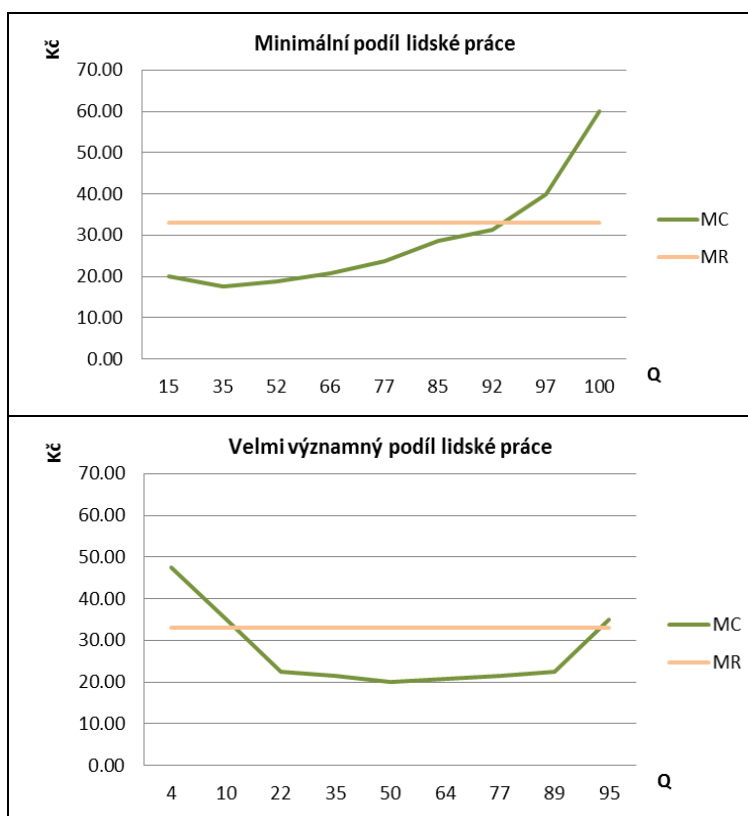 Minimální podíl lidské práce
Kč
70.00
60.00
50.00
40.00
30.00
20.00
10.00
0.00
15 35 52 66 77 85 92 97 100
Q
MC
MR
Velmi významný podíl lidské práce
Kč
70.00
60.00
50.00
40.00
30.00
20.00
10.00
0.00
4 10 22 35 50 64 77 89 95
Q
MC
MR